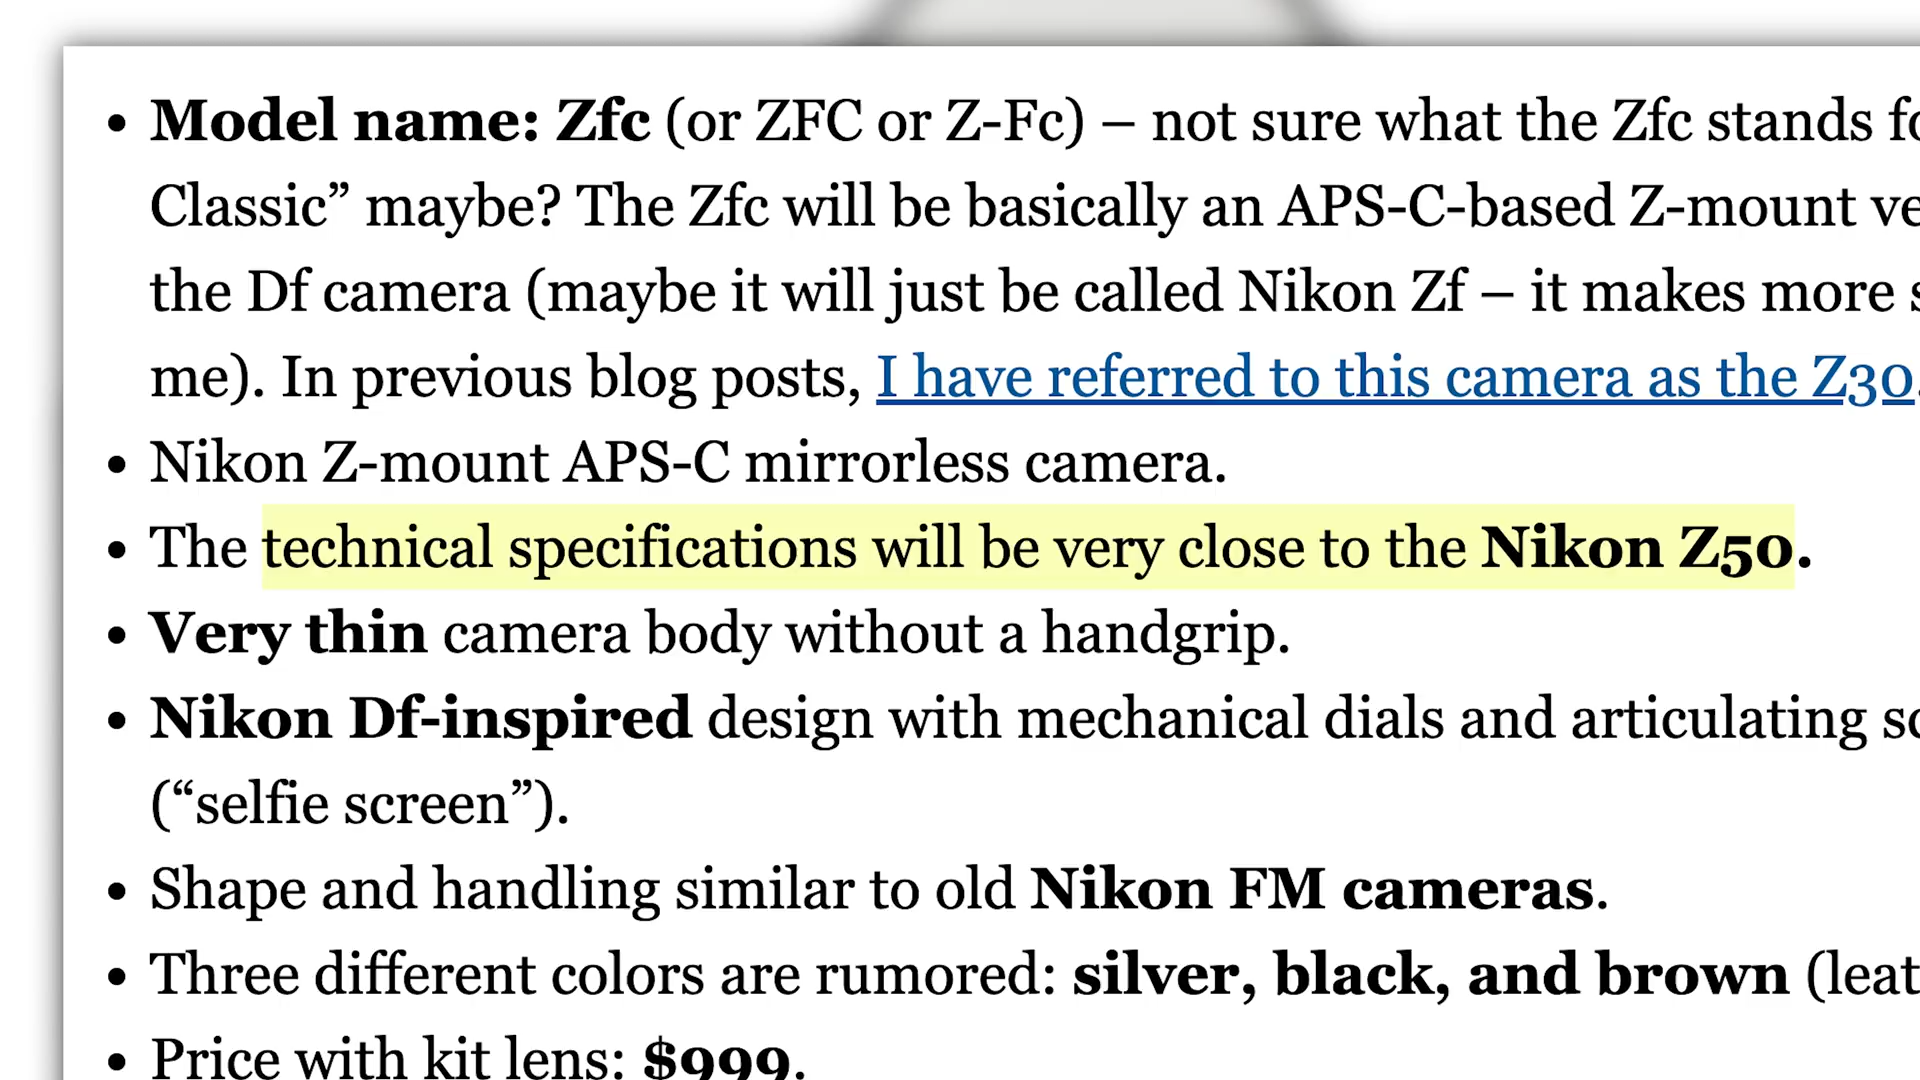 • Model name: Zfc (or ZFC or Z-Fc) – not sure what the Zfc stands
Classic” maybe? The Zfc will be basically an APS-C-based Z-mount
the Df camera (maybe it will just be called Nikon Zf – it makes more
me). In previous blog posts, I have referred to this camera as the Z30.
• Nikon Z-mount APS-C mirrorless camera.
• The technical specifications will be very close to the Nikon Z50.
• Very thin camera body without a handgrip.
• Nikon Df-inspired design with mechanical dials and articulating
(“selfie screen”).
• Shape and handling similar to old Nikon FM cameras.
• Three different colors are rumored: silver, black, and brown
• Price with kit lens: $999.